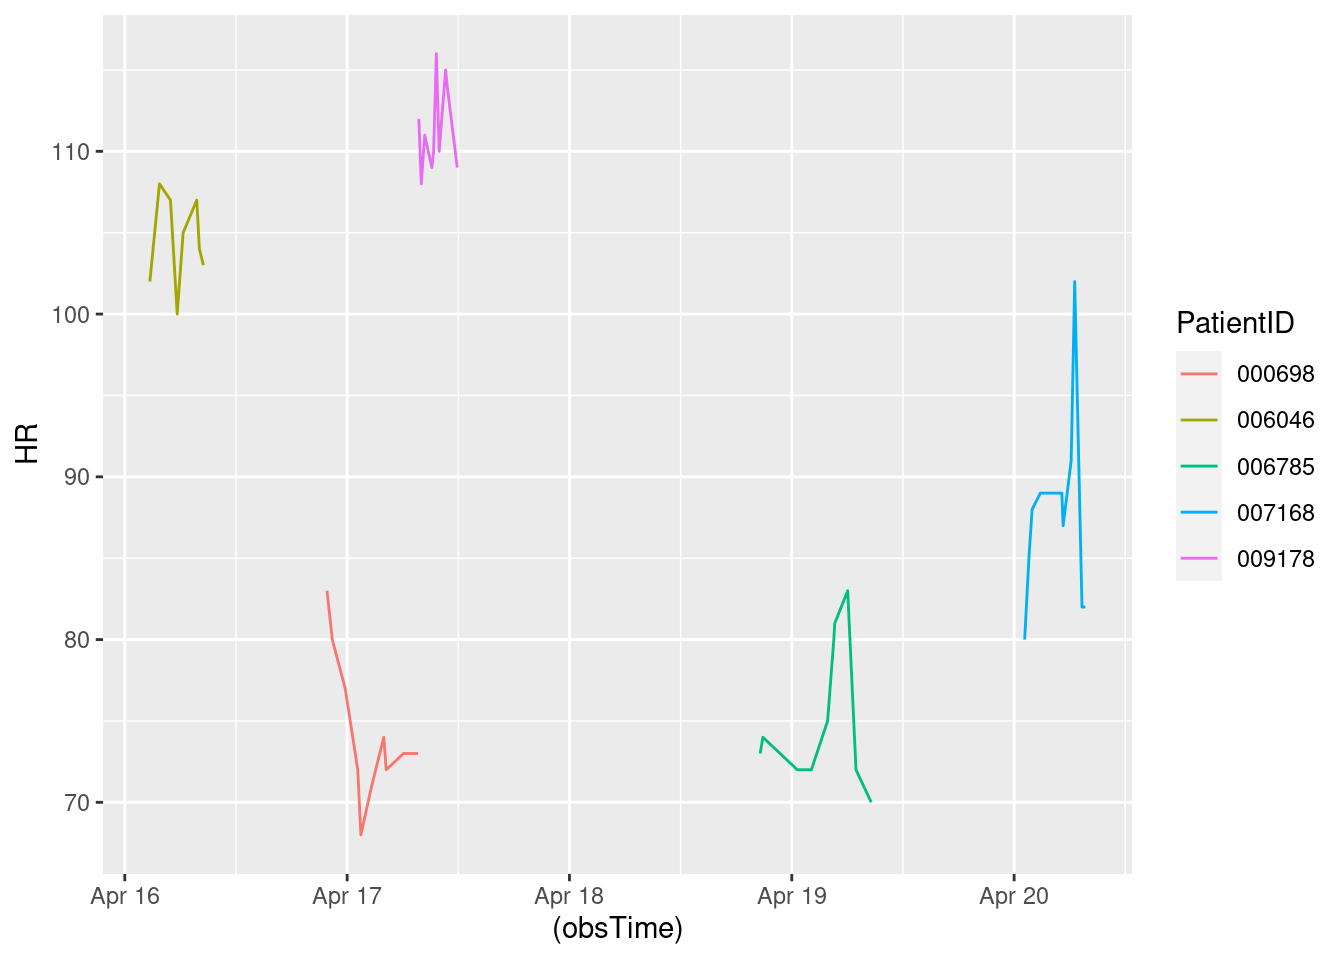 110
100
90
80
70
HR
Apr 16
Apr 17
Apr 18
Apr 19
Apr 20
(obsTime)
PatientID
000698
006046
006785
007168
009178